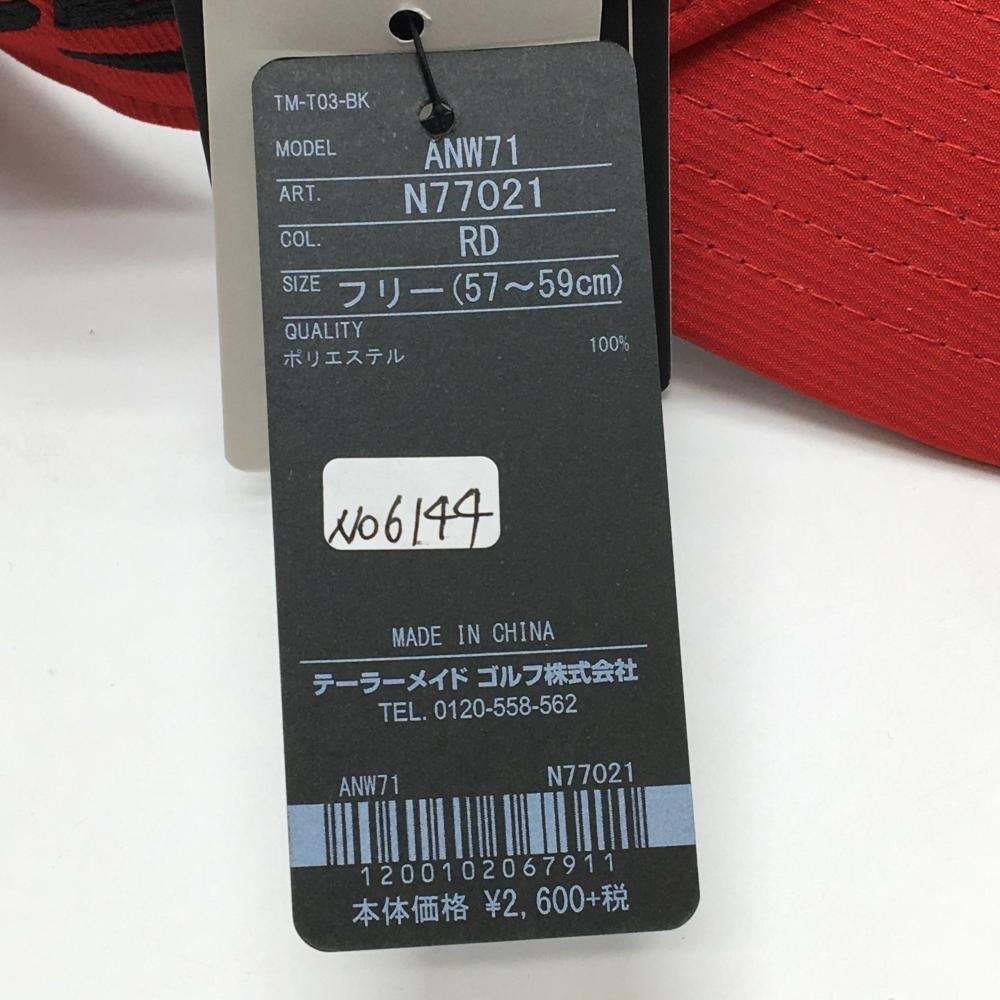 TM-T03-BK
MODEL ANW71
ART. N77021
COL. RD
SIZE フリー(57〜59cm)
QUALITY
ポリエステル 100%
No6144
MADE IN CHINA
テーラーメイド ゴルフ株式会社
TEL. 0120-558-562
ANW71 N77021
1200102067911
本体価格 ¥2,600+税